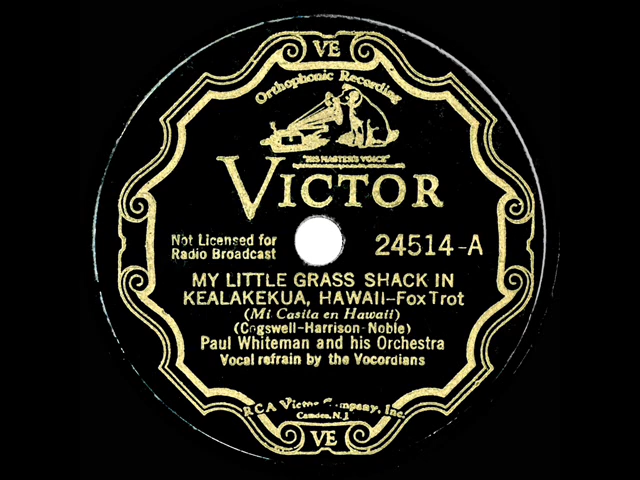 VE
Orthophonic Recording
"HIS MASTER'S VOICE"
VICTOR
Not Licensed for
Radio Broadcast
24514-A
MY LITTLE GRASS SHACK IN
KEALAKEKUA, HAWAII-Fox Trot
(Mi Casita en Hawaii)
(Cogswell-Harrison-Noble)
Paul Whiteman and his Orchestra
Vocal refrain by the Vocordians
RCA Victor Company, Inc.
Camden, N.J.
VE